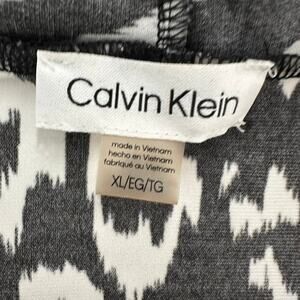 Calvin Klein
made in Vietnam
hecho en Vietnam
fabriqué au Vietnam
XL/EG/TG